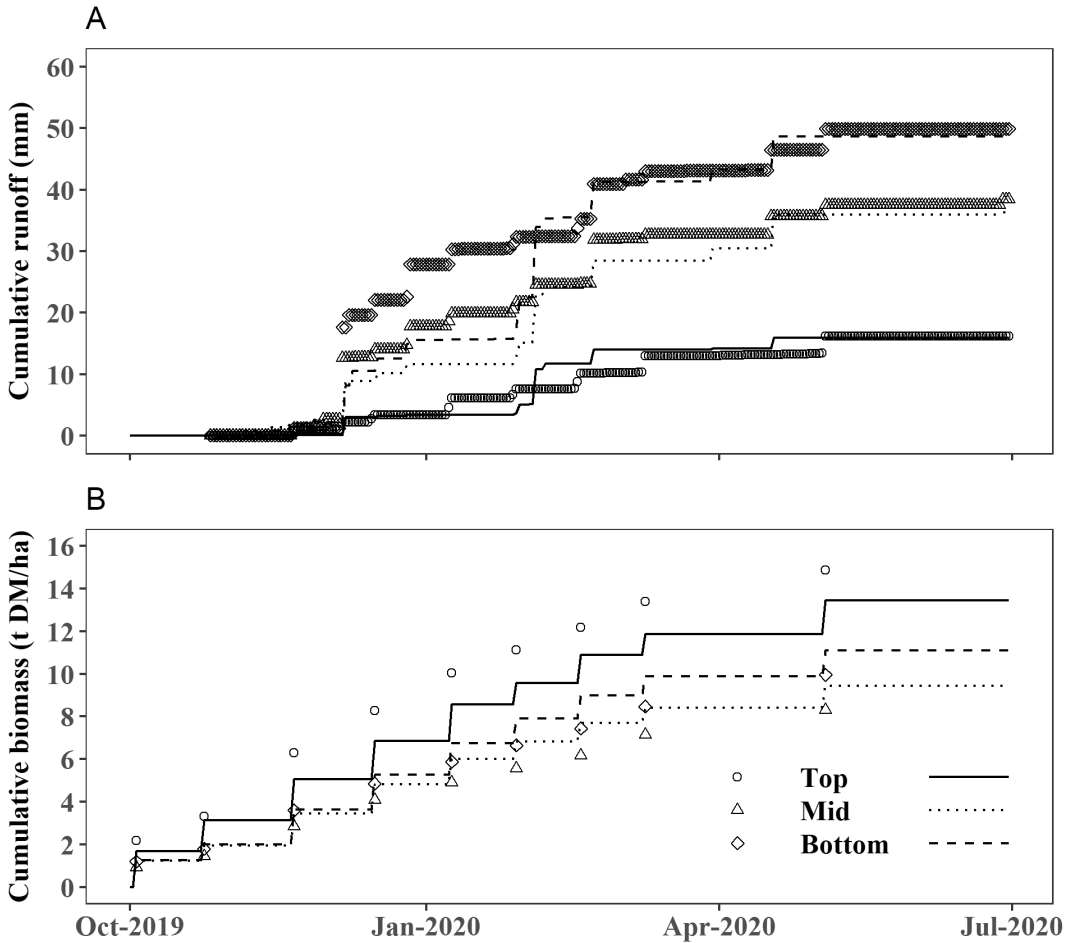 A
Cumulative runoff (mm)
60
50
40
30
20
10
0
B
Cumulative biomass (t DM/ha)
16
14
12
10
8
6
4
2
0
Top
Mid
Bottom
Oct-2019
Jan-2020
Apr-2020
Jul-2020